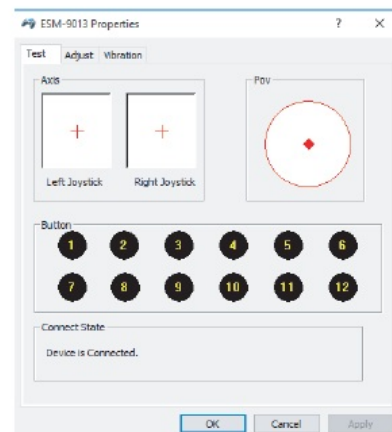 ESM-9013 Properties ? X
Test Adjust Vibration
Axis
Pov
Left Joystick Right Joystick
Button
1 2 3 4 5 6
7 8 9 10 11 12
Connect State
Device is Connected.
OK Cancel Apply